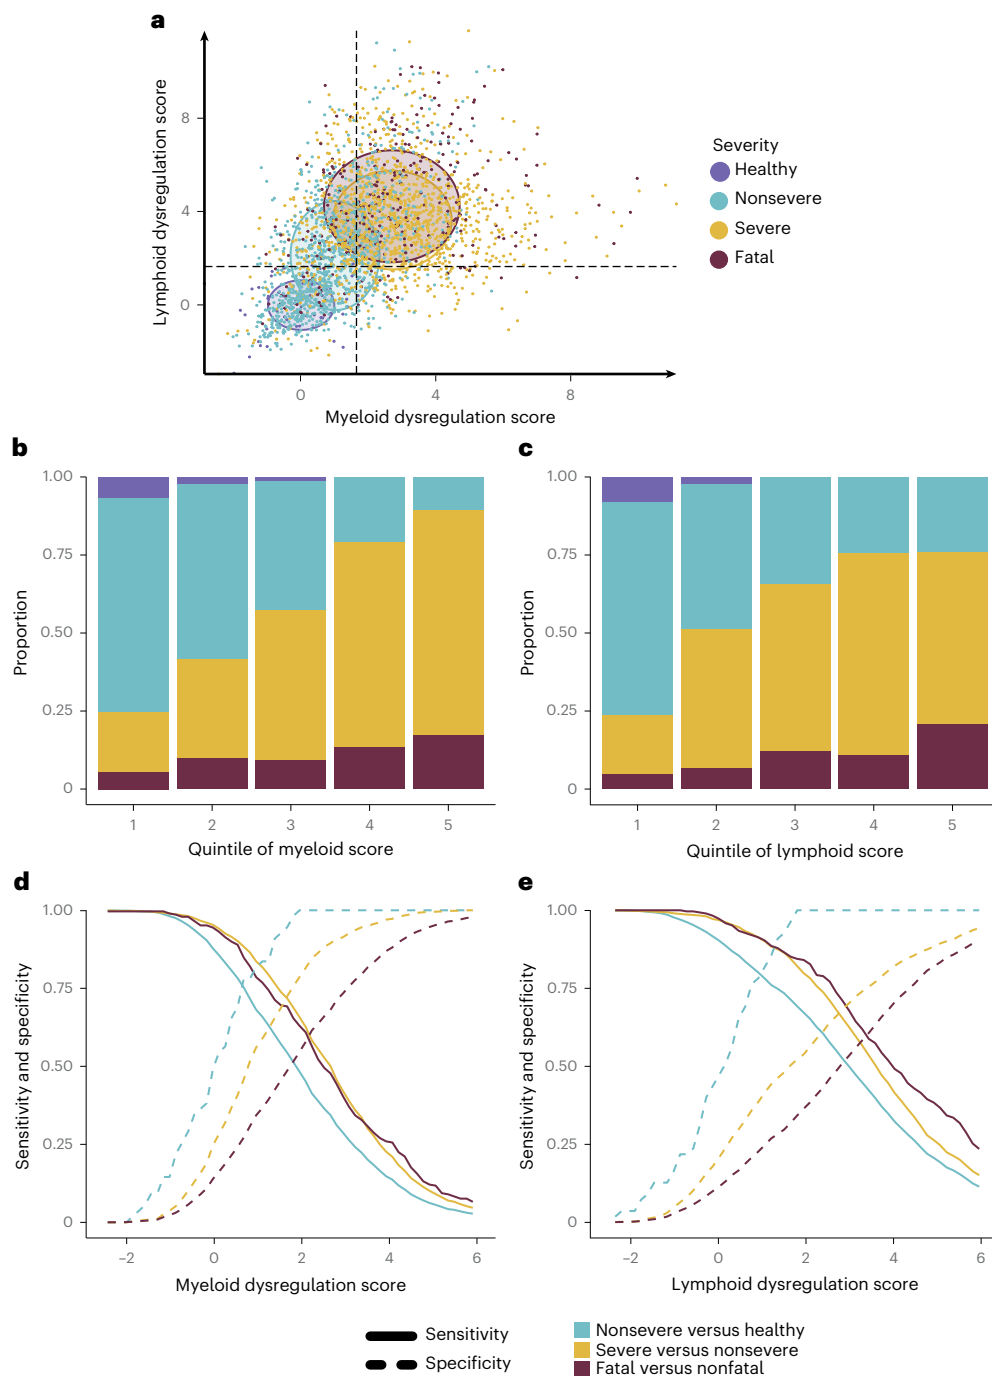 a
Lymphoid dysregulation score
8
4
0
0
4
8
Myeloid dysregulation score
Severity
Healthy
Nonsevere
Severe
Fatal
b
Proportion
1.00
0.75
0.50
0.25
0
1
2
3
4
5
Quintile of myeloid score
c
Proportion
1.00
0.75
0.50
0.25
0
1
2
3
4
5
Quintile of lymphoid score
d
Sensitivity and specificity
1.00
0.75
0.50
0.25
0
−2
0
2
4
6
Myeloid dysregulation score
e
Sensitivity and specificity
1.00
0.75
0.50
0.25
0
−2
0
2
4
6
Lymphoid dysregulation score
Sensitivity
Specificity
Nonsevere versus healthy
Severe versus nonsevere
Fatal versus nonfatal